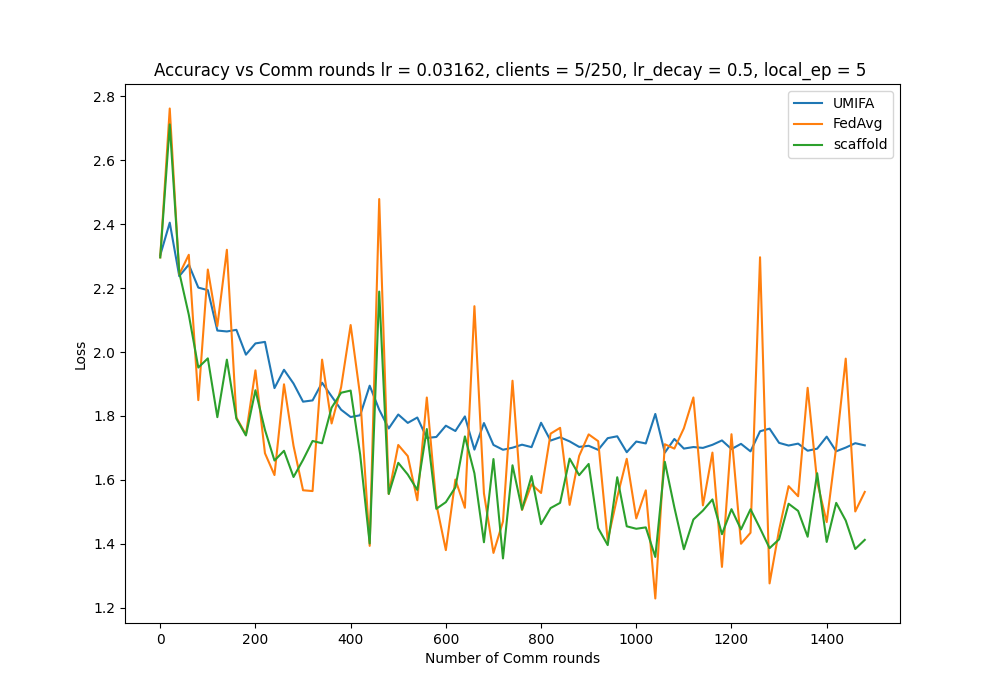 Accuracy vs Comm rounds lr = 0.03162, clients = 5/250, lr_decay = 0.5, local_ep = 5
UMIFA
FedAvg
scaffold
2.8
2.6
2.4
2.2
2.0
1.8
1.6
1.4
1.2
Loss
0 200 400 600 800 1000 1200 1400
Number of Comm rounds